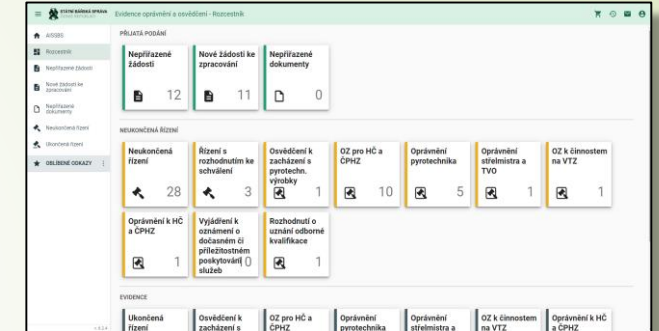 STÁTNÍ BÁŇSKÁ SPRÁVA
ČESKÉ REPUBLIKY
Evidence oprávnění a osvědčení - Rozcestník
AISSBS
Rozcestník
Nepřiřazené žádosti
Nové žádosti ke
zpracování
Nepřiřazené
dokumenty
Neukončená řízení
Ukončená řízení
OBLÍBENÉ ODKAZY
PŘIJATÁ PODÁNÍ
Nepřiřazené
žádosti
12
Nové žádosti ke
zpracování
11
Nepřiřazené
dokumenty
0
NEUKONČENÁ ŘÍZENÍ
Neukončená
řízení
28
Řízení s
rozhodnutím ke
schválení
3
Osvědčení k
zacházení s
pyrotechn.
výrobky
1
OZ pro HČ a
ČPHZ
10
Oprávnění
pyrotechnika
5
Oprávnění
střelmistra a
TVO
1
OZ k činnostem
na VTZ
1
Oprávnění k HČ
a ČPHZ
1
Vyjádření k
oznámení o
dočasném či
příležitostném
poskytování
služeb
0
Rozhodnutí o
uznání odborné
kvalifikace
1
EVIDENCE
Ukončená
řízení
Osvědčení k
zacházení s
OZ pro HČ a
ČPHZ
Oprávnění
pyrotechnika
Oprávnění
střelmistra a
OZ k činnostem
na VTZ
Oprávnění k HČ
a ČPHZ